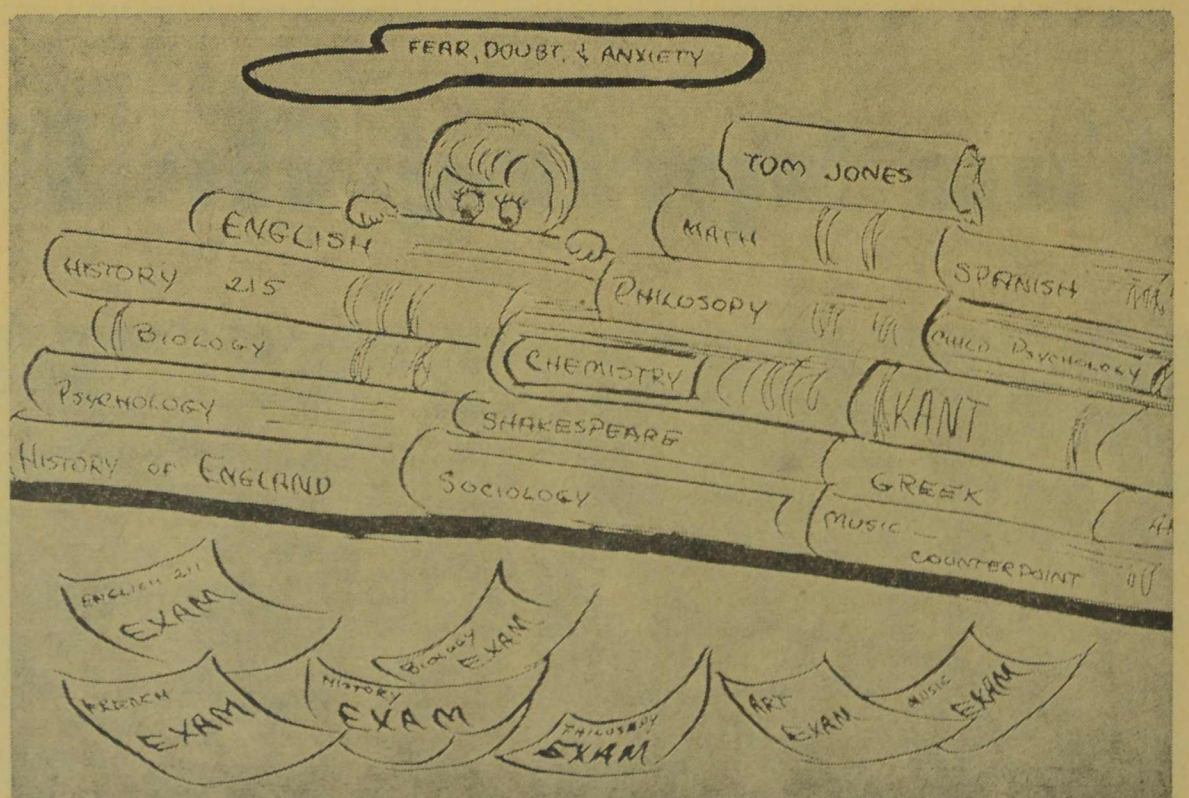 FEAR, DOUBT, & ANXIETY
TOM JONES
ENGLISH
MATH
HISTORY 215
PHILOSOPY
SPANISH
BIOLOGY
CHEMISTRY
CHILD PSYCHOLOGY
PSYCHOLOGY
SHAKESPEARE
KANT
HISTORY OF ENGLAND
SOCIOLOGY
GREEK
MUSIC
COUNTERPOINT
ENGLISH 211
EXAM
BIOLOGY
EXAM
FRENCH
EXAM
HISTORY
EXAM
PHILOSOPY
EXAM
ART
EXAM
MUSIC
EXAM